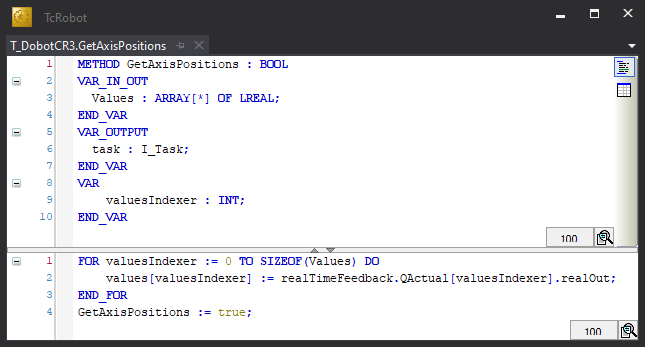 TcRobot
T_DobotCR3.GetAxisPositions
1 METHOD GetAxisPositions : BOOL
2 VAR_IN_OUT
3 Values : ARRAY[*] OF LREAL;
4 END_VAR
5 VAR_OUTPUT
6 task : I_Task;
7 END_VAR
8 VAR
9 valuesIndexer : INT;
10 END_VAR
100
1 FOR valuesIndexer := 0 TO SIZEOF(Values) DO
2 values[valuesIndexer] := realTimeFeedback.QActual[valuesIndexer].realOut;
3 END_FOR
4 GetAxisPositions := true;
100